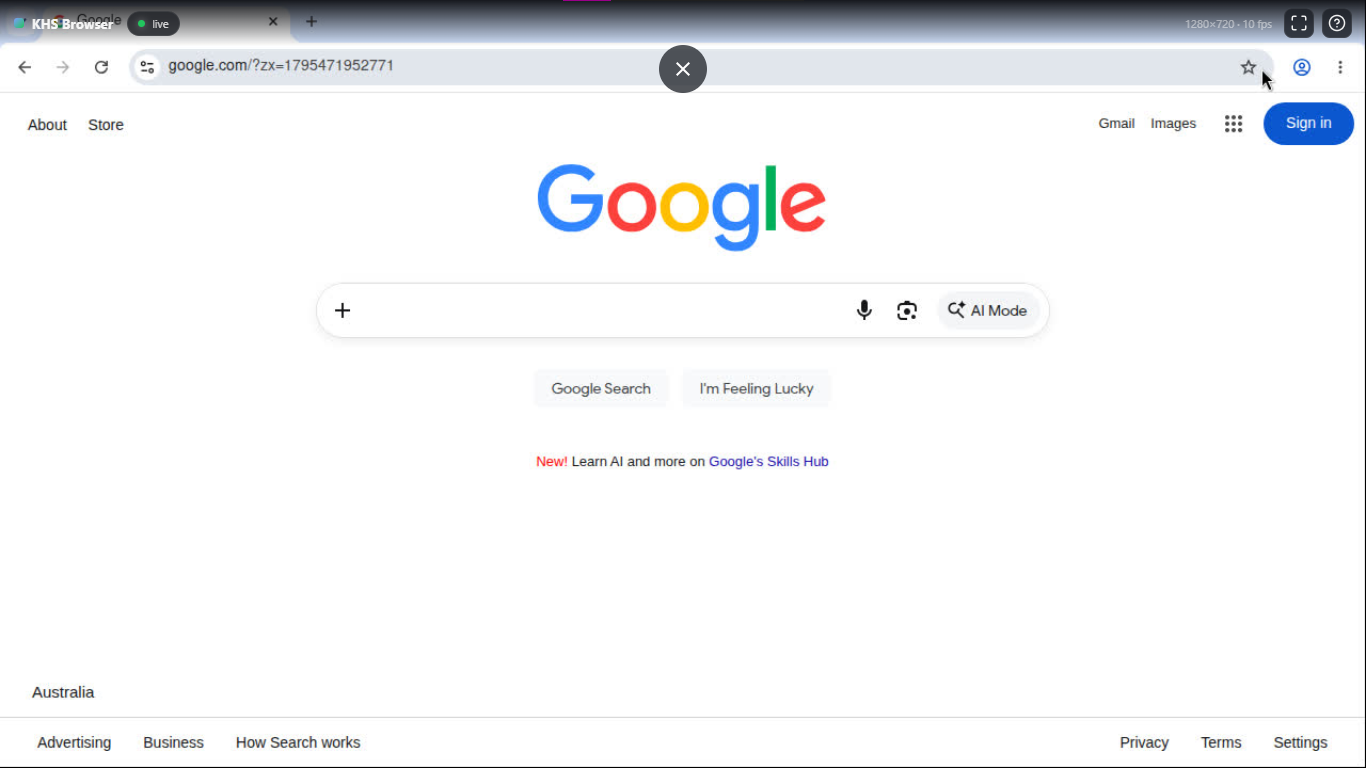 KHS Browser
Google
live
1280×720 · 10 fps
google.com/?zx=1795471952771
About
Store
Gmail
Images
Sign in
Google
AI Mode
Google Search
I'm Feeling Lucky
New! Learn AI and more on Google's Skills Hub
Australia
Advertising
Business
How Search works
Privacy
Terms
Settings